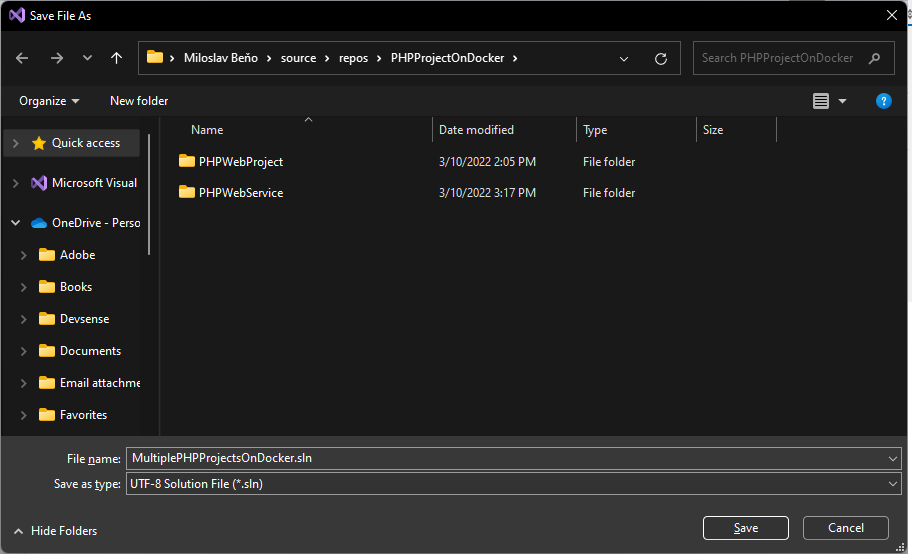 Save File As
Miloslav Beňo > source > repos > PHPProjectOnDocker >
Search PHPProjectOnDocker
Organize
New folder
?
Name
Date modified
Type
Size
Quick access
Microsoft Visual
OneDrive - Perso
Adobe
Books
Devsense
Documents
Email attachme
Favorites
PHPWebProject 3/10/2022 2:05 PM File folder
PHPWebService 3/10/2022 3:17 PM File folder
File name: MultiplePHPProjectsOnDocker.sln
Save as type: UTF-8 Solution File (*.sln)
Hide Folders
Save
Cancel